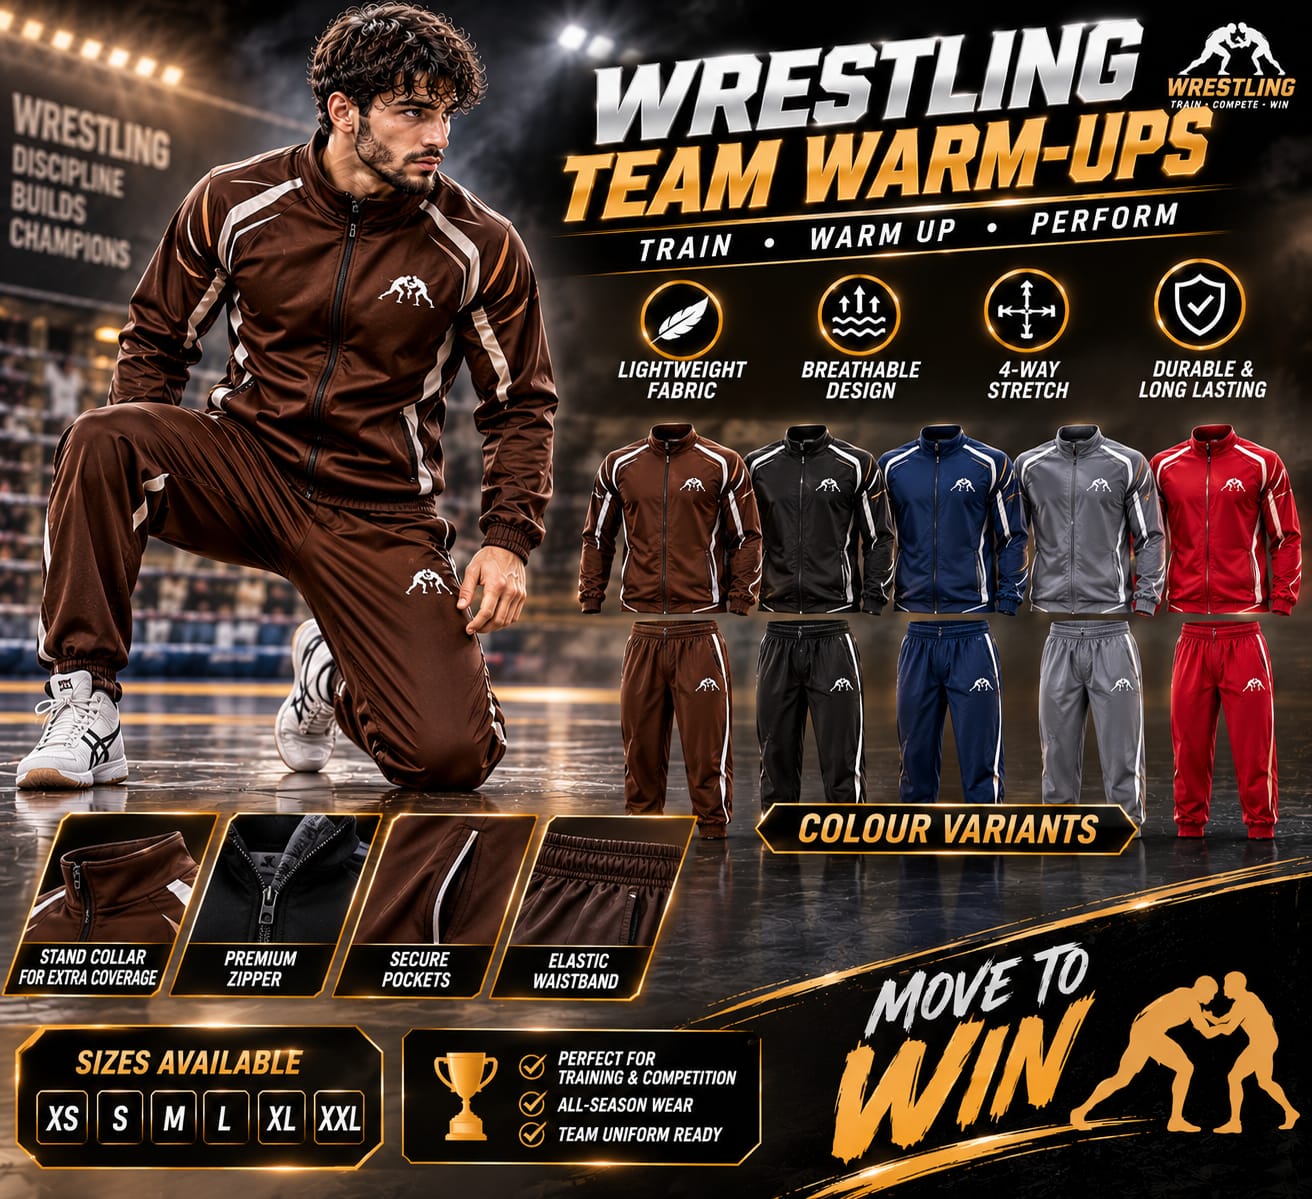 WRESTLING
DISCIPLINE
BUILDS
CHAMPIONS
WRESTLING
TEAM WARM-UPS
TRAIN • WARM UP • PERFORM
WRESTLING
TRAIN • COMPETE • WIN
LIGHTWEIGHT
FABRIC
BREATHABLE
DESIGN
4-WAY
STRETCH
DURABLE &
LONG LASTING
COLOUR VARIANTS
STAND COLLAR
FOR EXTRA COVERAGE
PREMIUM
ZIPPER
SECURE
POCKETS
ELASTIC
WAISTBAND
SIZES AVAILABLE
XS S M L XL XXL
PERFECT FOR
TRAINING & COMPETITION
ALL-SEASON WEAR
TEAM UNIFORM READY
MOVE TO
WIN